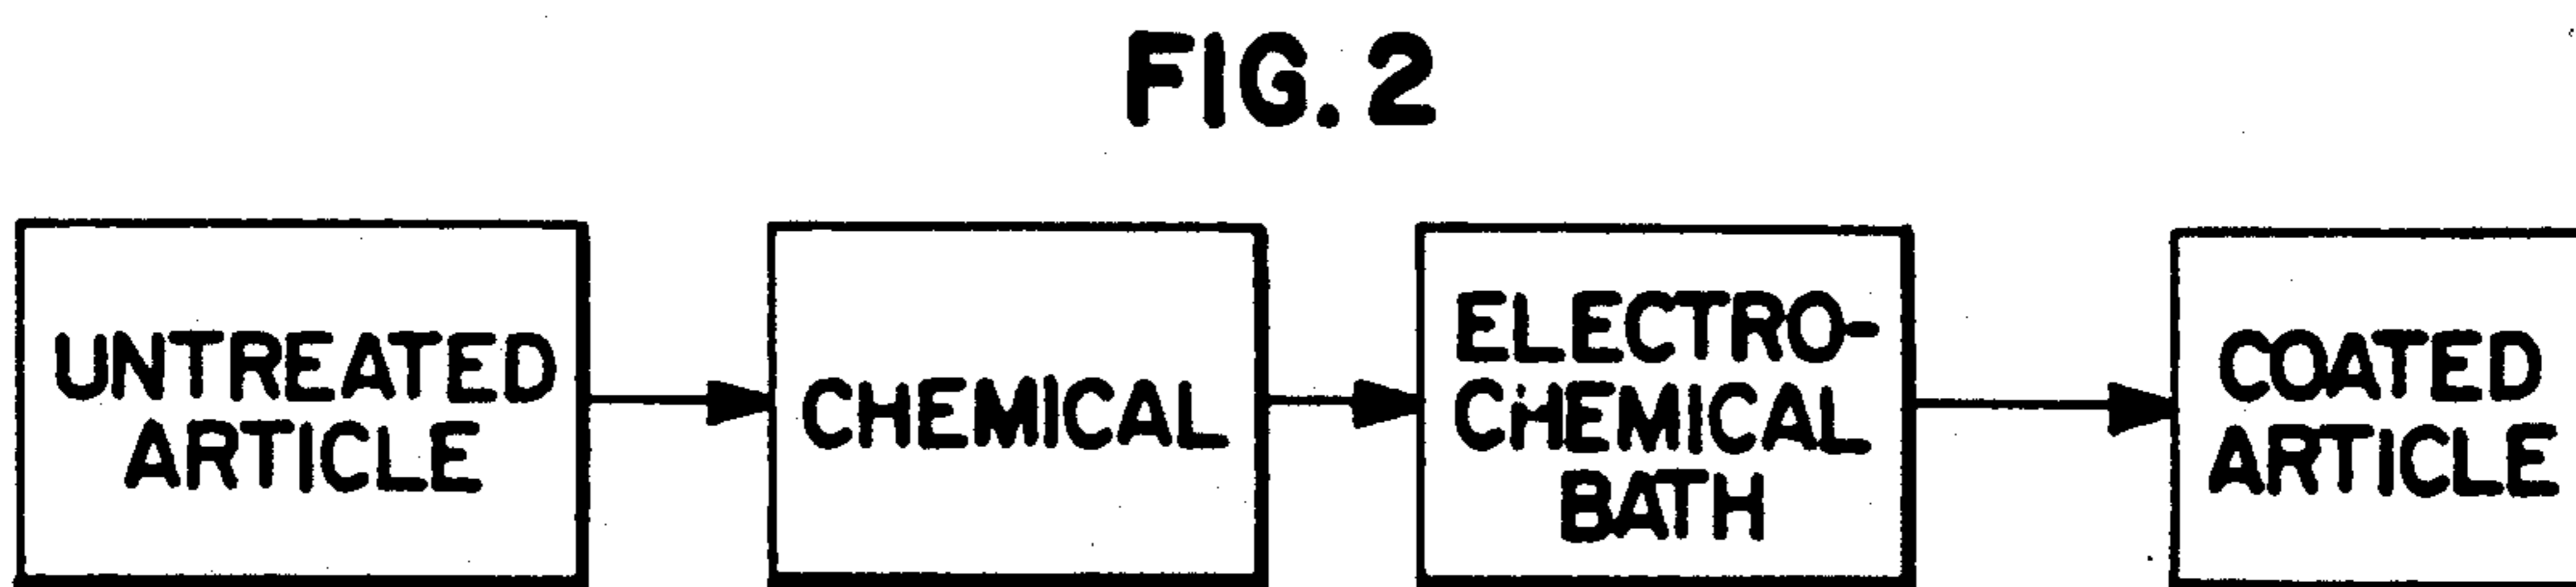 FIG. 2
UNTREATED
ARTICLE
CHEMICAL
ELECTRO-
CHEMICAL
BATH
COATED
ARTICLE